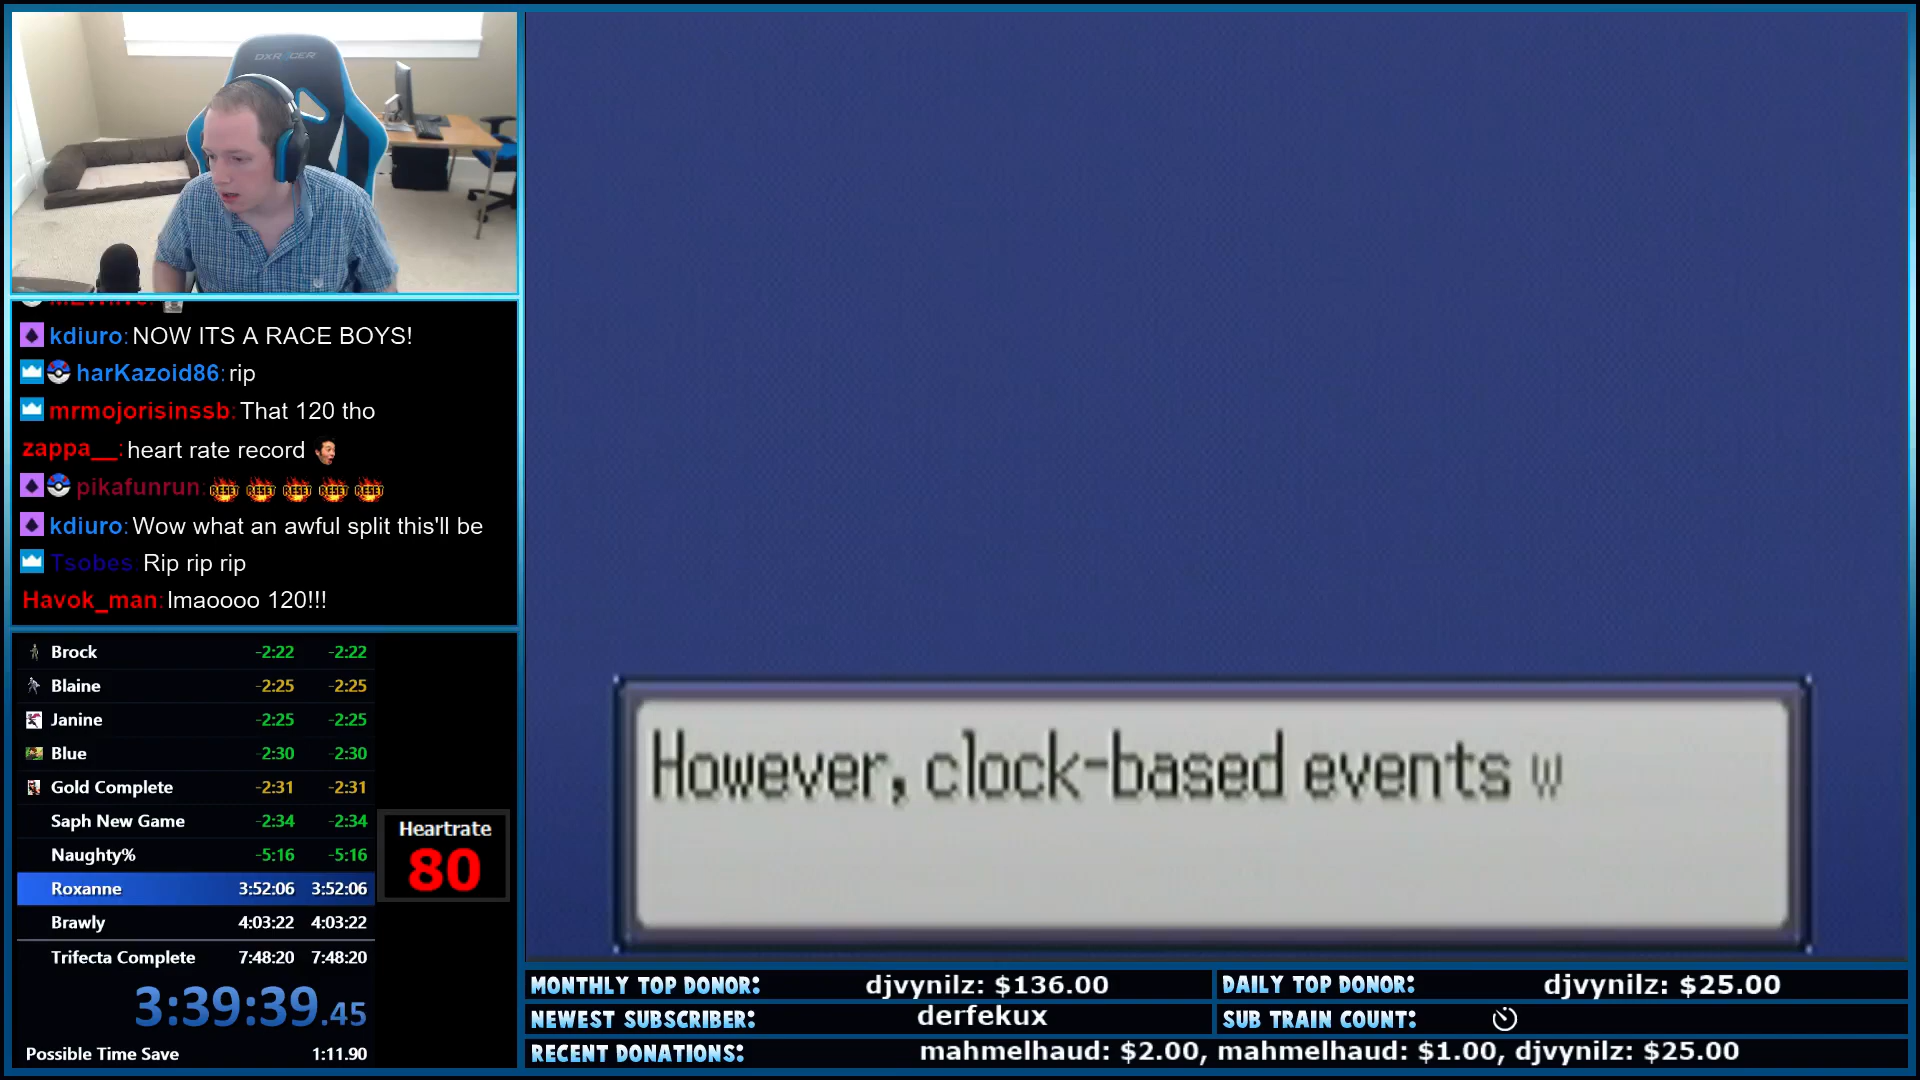 DXRACER
kdiuro: NOW ITS A RACE BOYS!
harKazoid86: rip
mrmojorisinssb: That 120 tho
zappa__: heart rate record
pikafunrun: RESET RESET RESET RESET RESET
kdiuro: Wow what an awful split this'll be
Tsobes: Rip rip rip
Havok_man: lmaoooo 120!!!
Brock -2:22 -2:22
Blaine -2:25 -2:25
Janine -2:25 -2:25
Blue -2:30 -2:30
Gold Complete -2:31 -2:31
Saph New Game -2:34 -2:34
Naughty% -5:16 -5:16
Roxanne 3:52:06 3:52:06
Brawly 4:03:22 4:03:22
Trifecta Complete 7:48:20 7:48:20
3:39:39.45
Possible Time Save 1:11.90
Heartrate
80
However, clock-based events w
MONTHLY TOP DONOR: djvynilz: $136.00
DAILY TOP DONOR: djvynilz: $25.00
NEWEST SUBSCRIBER: derfekux
SUB TRAIN COUNT:
RECENT DONATIONS: mahmelhaud: $2.00, mahmelhaud: $1.00, djvynilz: $25.00